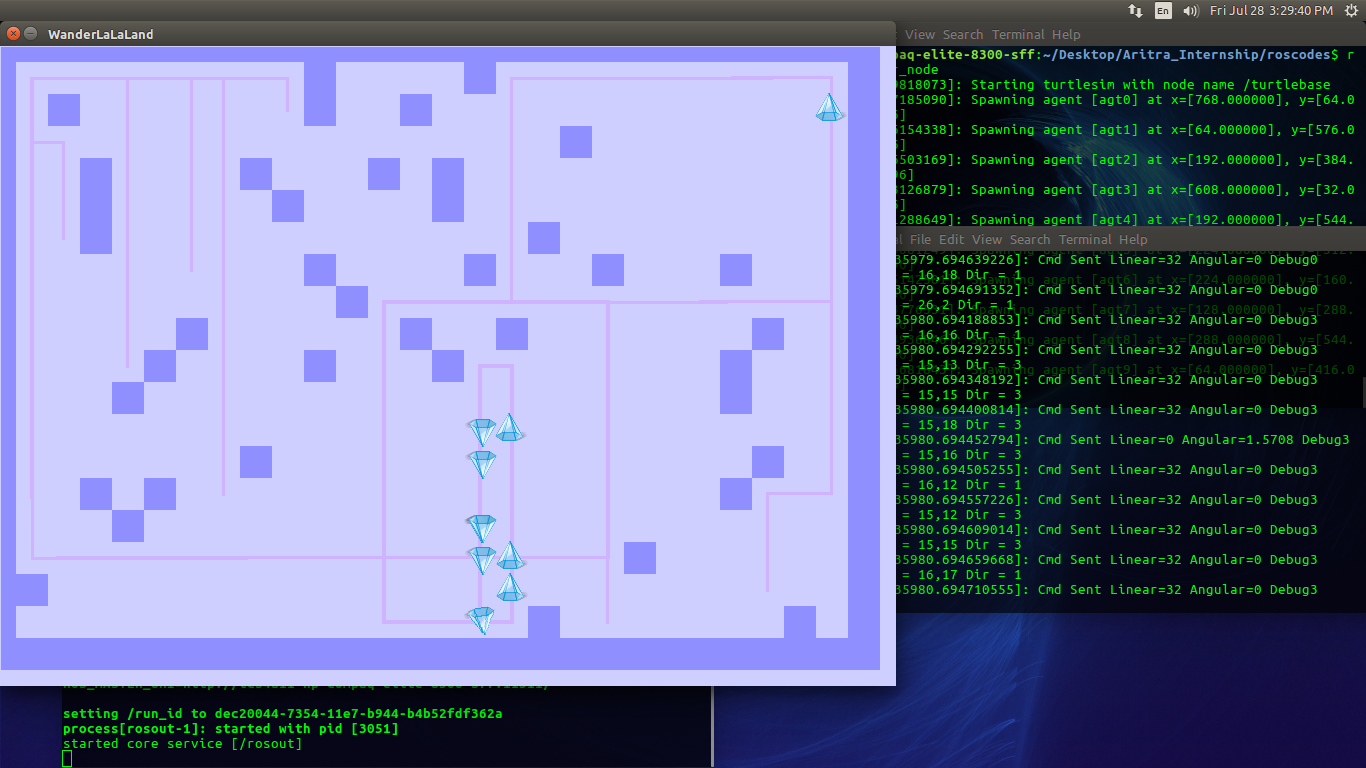 En
Fri Jul 28 3:29:40 PM
WanderLaLaLand
View Search Terminal Help
aq-elite-8300-sff:~/Desktop/Aritra_Internship/roscodes$ r
r_node
9818073]: Starting turtlesim with node name /turtlebase
7185090]: Spawning agent [agt0] at x=[768.000000], y=[64.0
6154338]: Spawning agent [agt1] at x=[64.000000], y=[576.0
5503169]: Spawning agent [agt2] at x=[192.000000], y=[384.
96]
3126879]: Spawning agent [agt3] at x=[608.000000], y=[32.0
1288649]: Spawning agent [agt4] at x=[192.000000], y=[544.
File Edit View Search Terminal Help
35979.694639226]: Cmd Sent Linear=32 Angular=0 Debug0
= 16,18 Dir = 1
35979.694691352]: Cmd Sent Linear=32 Angular=0 Debug0
= 26,2 Dir = 1
35980.694188853]: Cmd Sent Linear=32 Angular=0 Debug3
= 16,16 Dir = 1
35980.694292255]: Cmd Sent Linear=32 Angular=0 Debug3
= 15,13 Dir = 3
35980.694348192]: Cmd Sent Linear=32 Angular=0 Debug3
= 15,15 Dir = 3
35980.694400814]: Cmd Sent Linear=32 Angular=0 Debug3
= 15,18 Dir = 3
35980.694452794]: Cmd Sent Linear=0 Angular=1.5708 Debug3
= 15,16 Dir = 3
35980.694505255]: Cmd Sent Linear=32 Angular=0 Debug3
= 16,12 Dir = 1
35980.694557226]: Cmd Sent Linear=32 Angular=0 Debug3
= 15,12 Dir = 3
35980.694609014]: Cmd Sent Linear=32 Angular=0 Debug3
= 15,15 Dir = 3
35980.694659668]: Cmd Sent Linear=32 Angular=0 Debug3
= 16,17 Dir = 1
35980.694710555]: Cmd Sent Linear=32 Angular=0 Debug3
setting /run_id to dec20044-7354-11e7-b944-b4b52fdf362a
process[rosout-1]: started with pid [3051]
started core service [/rosout]